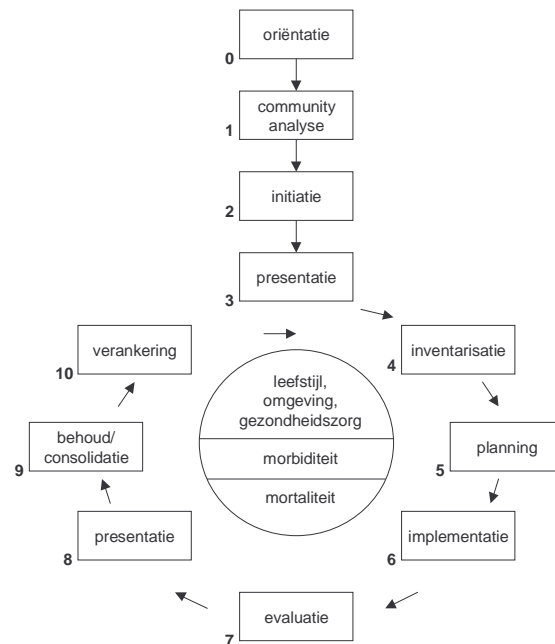 oriëntatie
0
community
analyse
1
initiatie
2
presentatie
3
inventarisatie
4
planning
5
implementatie
6
evaluatie
7
presentatie
8
behoud/
consolidatie
9
verankering
10
leefstijl,
omgeving,
gezondheidszorg
morbiditeit
mortaliteit